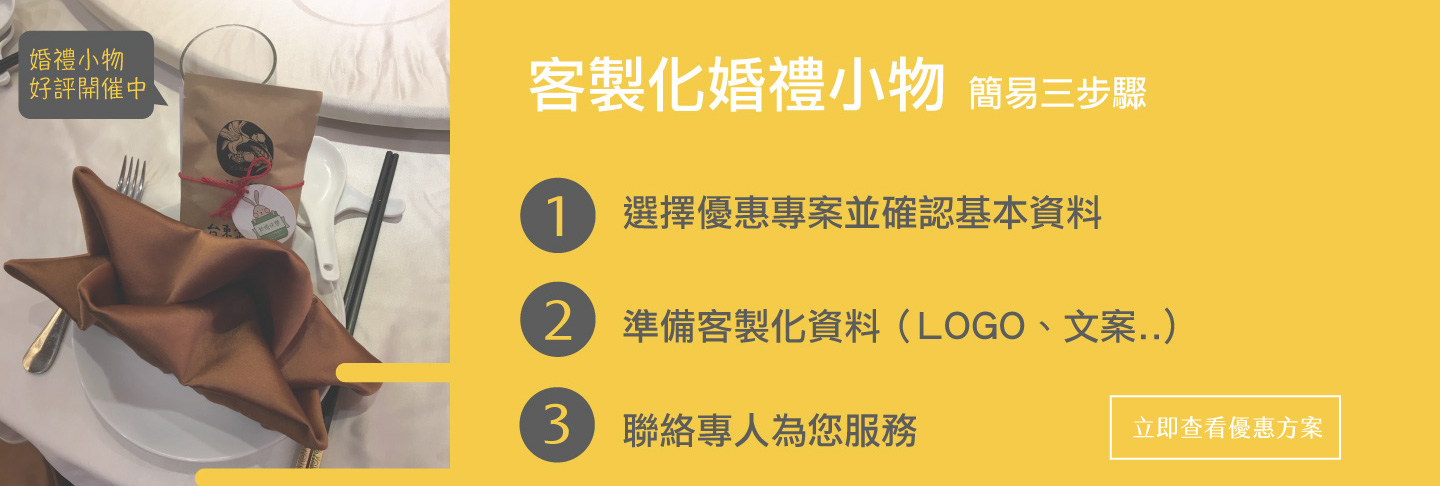 婚禮小物
好評開催中
客製化婚禮小物 簡易三步驟
1 選擇優惠專案並確認基本資料
2 準備客製化資料（LOGO、文案..）
3 聯絡專人為您服務
立即查看優惠方案